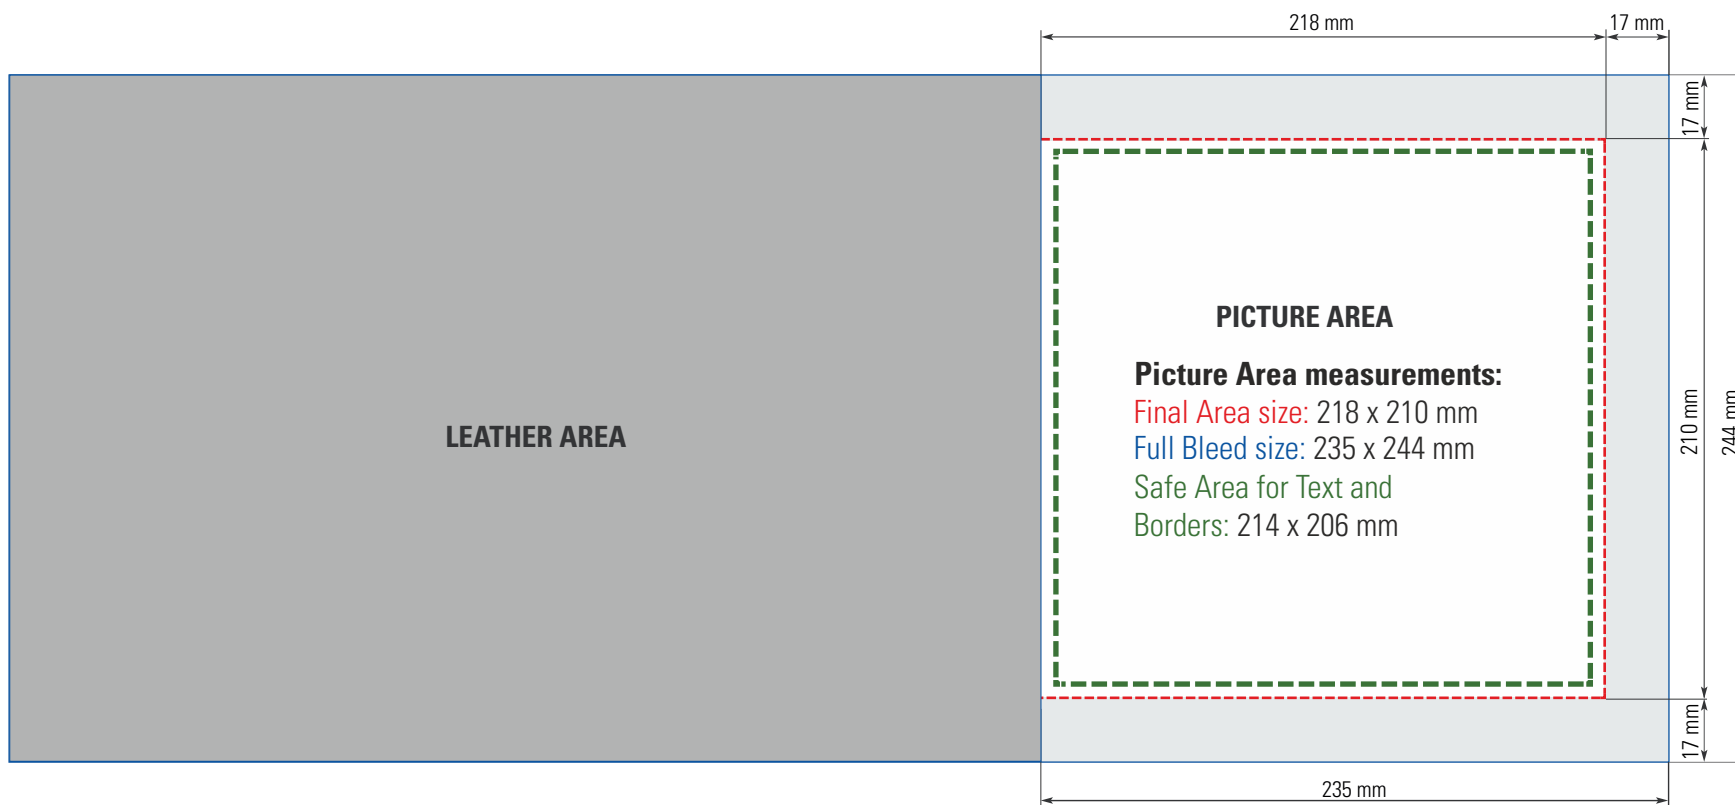 218 mm
17 mm
17 mm
PICTURE AREA
Picture Area measurements:
Final Area size: 218 x 210 mm
Full Bleed size: 235 x 244 mm
Safe Area for Text and
Borders: 214 x 206 mm
LEATHER AREA
210 mm
244 mm
17 mm
235 mm